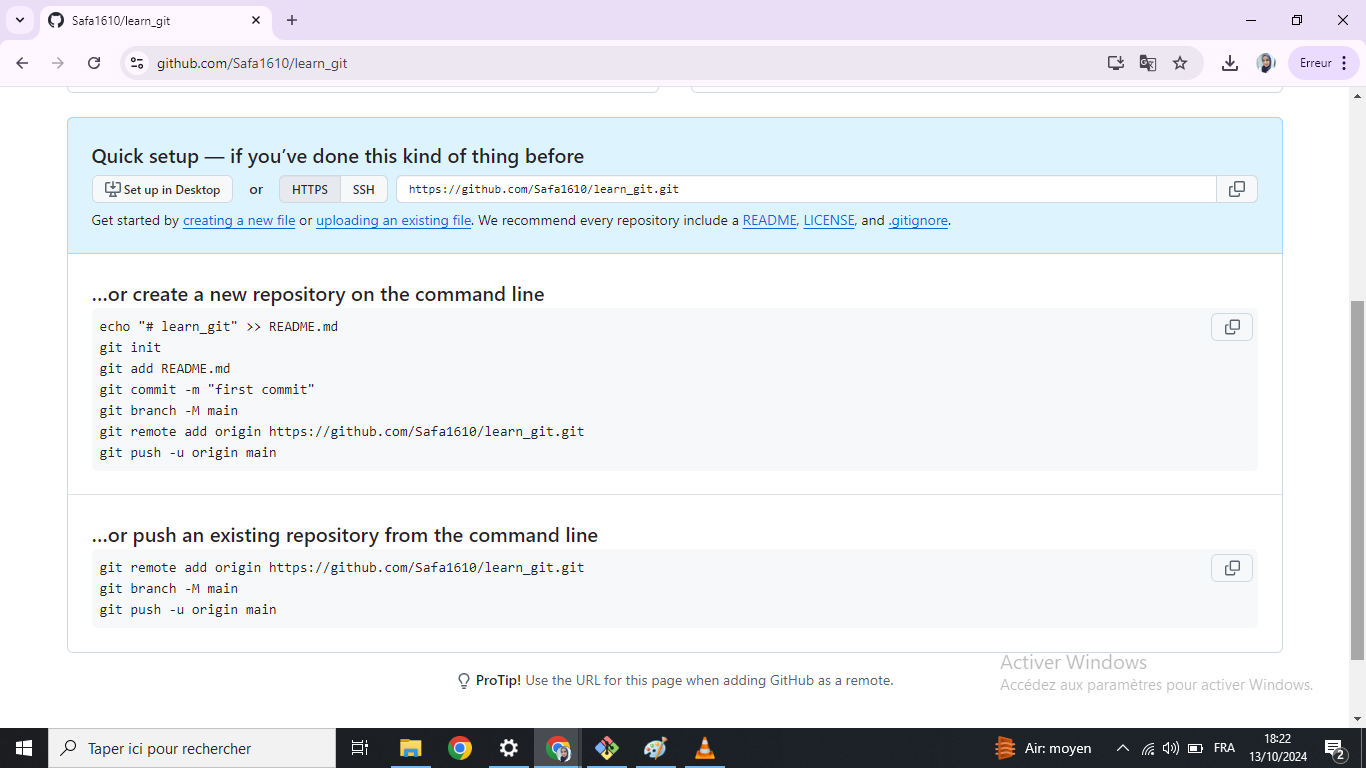 Safa1610/learn_git
github.com/Safa1610/learn_git
Erreur
Quick setup — if you've done this kind of thing before
Set up in Desktop or HTTPS SSH https://github.com/Safa1610/learn_git.git
Get started by creating a new file or uploading an existing file. We recommend every repository include a README, LICENSE, and .gitignore.
…or create a new repository on the command line
echo "# learn_git" >> README.md
git init
git add README.md
git commit -m "first commit"
git branch -M main
git remote add origin https://github.com/Safa1610/learn_git.git
git push -u origin main
…or push an existing repository from the command line
git remote add origin https://github.com/Safa1610/learn_git.git
git branch -M main
git push -u origin main
ProTip! Use the URL for this page when adding GitHub as a remote.
Activer Windows
Accédez aux paramètres pour activer Windows.
Taper ici pour rechercher
Air: moyen
FRA
18:22
13/10/2024
2